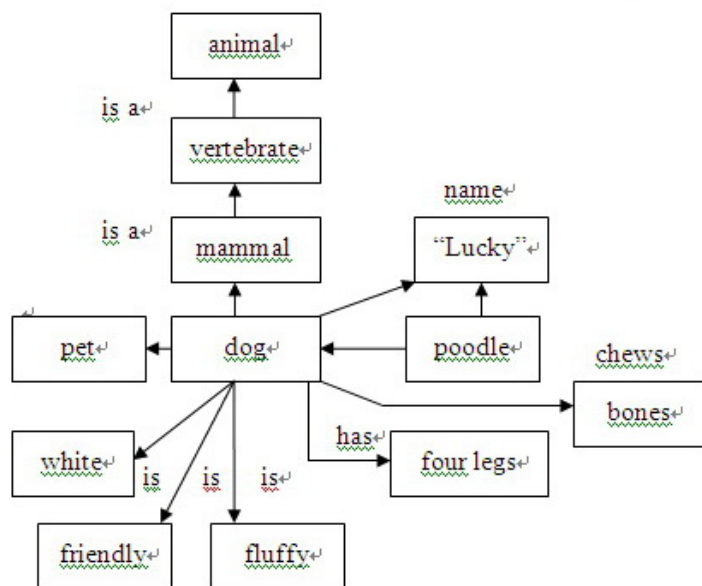 animal
is a
vertebrate
name
is a
mammal
“Lucky”
pet
dog
poodle
chews
bones
has
white
is
is
is
four legs
friendly
fluffy